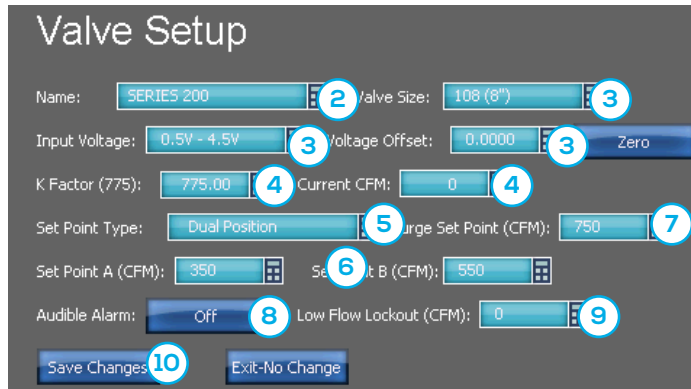 Valve Setup
Name: SERIES 200 2 Valve Size: 108 (8") 3
Input Voltage: 0.5V - 4.5V 3 Voltage Offset: 0.0000 3 Zero
K Factor (775): 775.00 4 Current CFM: 0 4
Set Point Type: Dual Position 5 urge Set Point (CFM): 750 7
Set Point A (CFM): 350 6 Se t B (CFM): 550
Audible Alarm: Off 8 Low Flow Lockout (CFM): 0 9
Save Changes 10 Exit-No Change